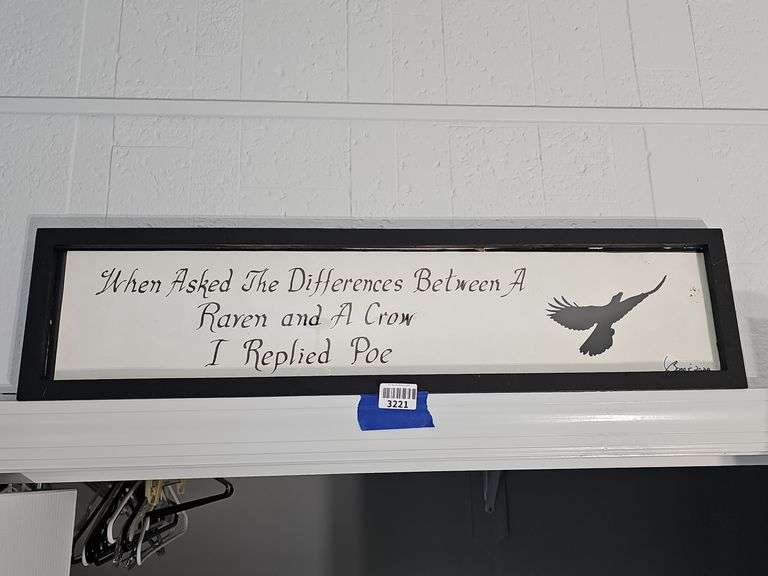 When Asked The Differences Between A
Raven and A Crow
I Replied Poe
3221